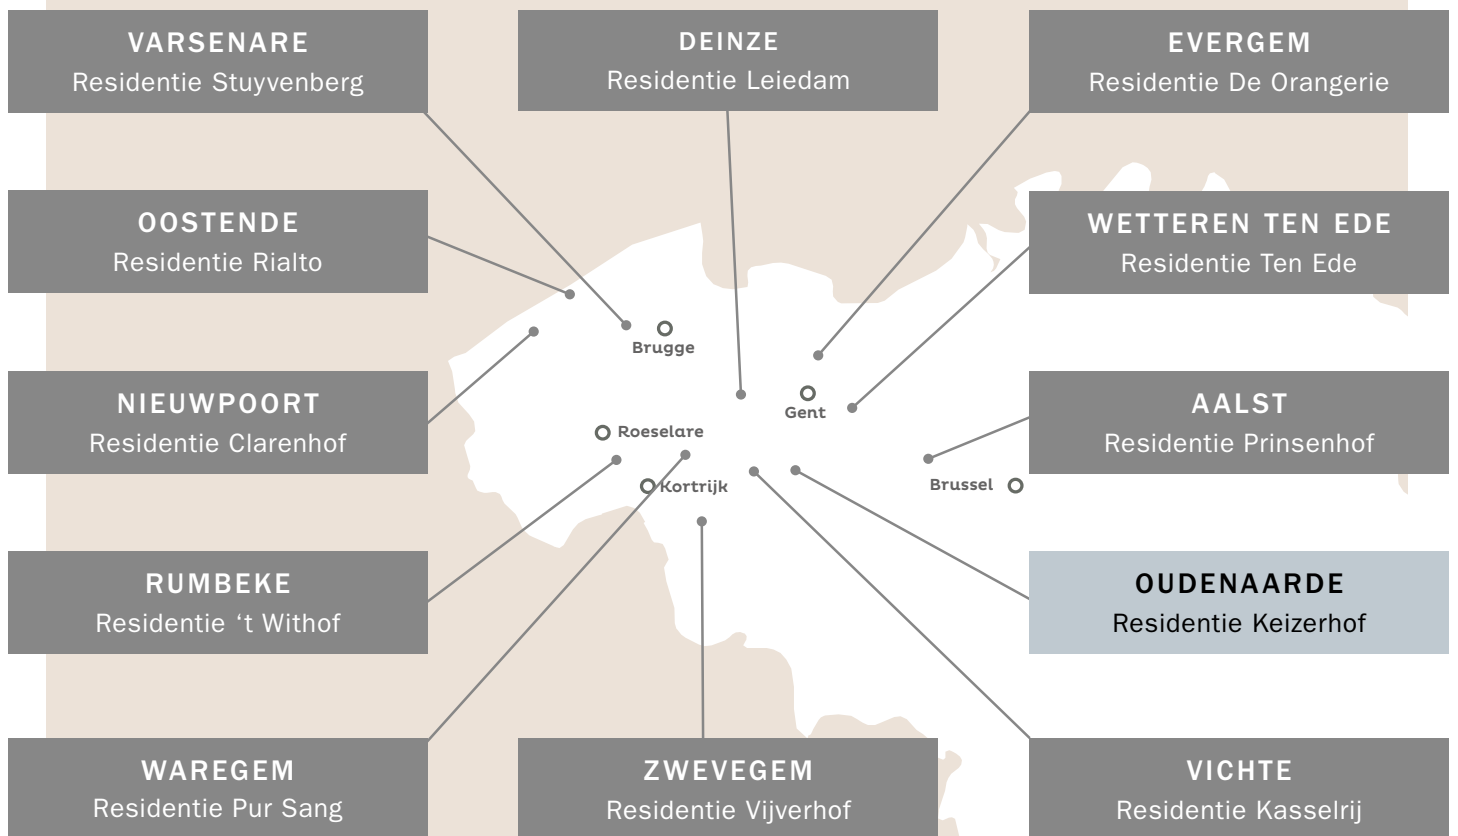 VARSENARE
Residentie Stuyvenberg
DEINZE
Residentie Leiedam
EVERGEM
Residentie De Orangerie
OOSTENDE
Residentie Rialto
WETTEREN TEN EDE
Residentie Ten Ede
Brugge
NIEUWPOORT
Residentie Clarenhof
Gent
AALST
Residentie Prinsenhof
Roeselare
Kortrijk
Brussel
RUMBEKE
Residentie ‘t Withof
OUDENAARDE
Residentie Keizerhof
WAREGEM
Residentie Pur Sang
ZWEVEGEM
Residentie Vijverhof
VICHTE
Residentie Kasselrij